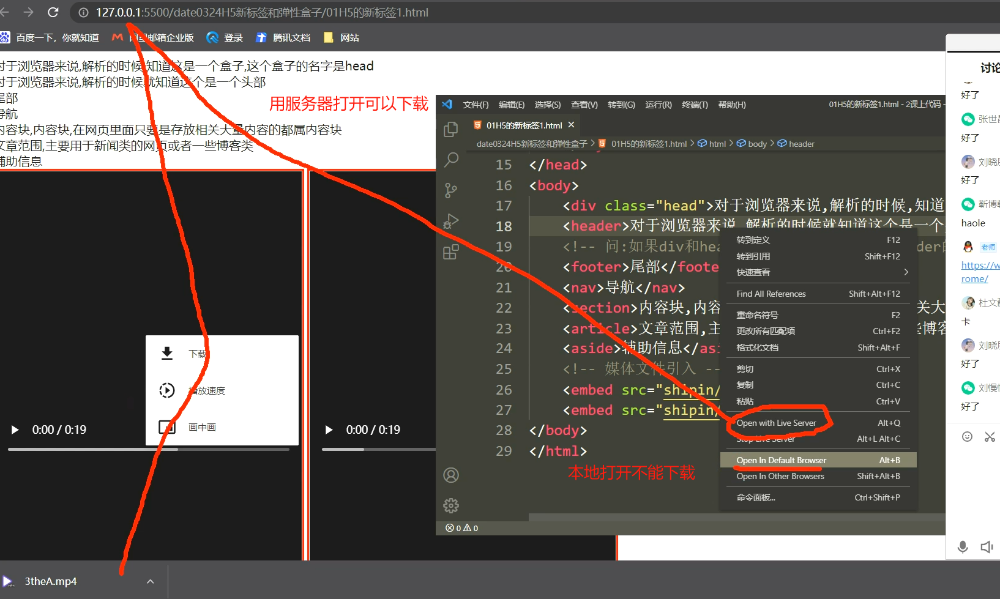 127.0.0.1:5500/date0324H5新标签和弹性盒子/01H5的新标签1.html
百度一下，你就知道
阿里邮箱企业版
登录
腾讯文档
网站
对于浏览器来说,解析的时候,知道这是一个盒子,这个盒子的名字是head
对于浏览器来说,解析的时候就知道这个是一个头部
尾部
导航
内容块,内容块,在网页里面只要是存放相关大量内容的都属内容块
文章范围,主要用于新闻类的网页或者一些博客类
辅助信息
用服务器打开可以下载
下载
播放速度
画中画
0:00 / 0:19
0:00 / 0:19
3theA.mp4
文件(F) 编辑(E) 选择(S) 查看(V) 转到(G) 运行(R) 终端(T) 帮助(H)
01H5的新标签1.html - 2课上代码 -
01H5的新标签1.html
date0324H5新标签和弹性盒子 > 01H5的新标签1.html > html > body > header
15 </head>
16 <body>
17 <div class="head">对于浏览器来说,解析的时候,知道
18 <header>对于浏览器来说,解析的时候就知道这个是一个
19 <!-- 问:如果div和hea
20 <footer>尾部</foote
21 <nav>导航</nav>
22 <section>内容块,内容
关大
23 <article>文章范围,主
些博客
24 <aside>辅助信息</asi
25 <!-- 媒体文件引入 --
26 <embed src="shipin/
27 <embed src="shipin/
28 </body>
29 </html>
本地打开不能下载
转到定义 F12
转到引用 Shift+F12
快速查看
Find All References Shift+Alt+F12
重命名符号 F2
更改所有匹配项 Ctrl+F2
格式化文档 Shift+Alt+F
剪切 Ctrl+X
复制 Ctrl+C
粘贴 Ctrl+V
Open with Live Server Alt+Q
Stop Live Server Alt+L Alt+C
Open In Default Browser Alt+B
Open In Other Browsers Shift+Alt+B
命令面板... Ctrl+Shift+P
0 0
讨论
好了
张世
好了
刘晓
好了
靳博
haole
老师
https://w
rome/
杜文
卡
刘晓
好了
刘慢
好了